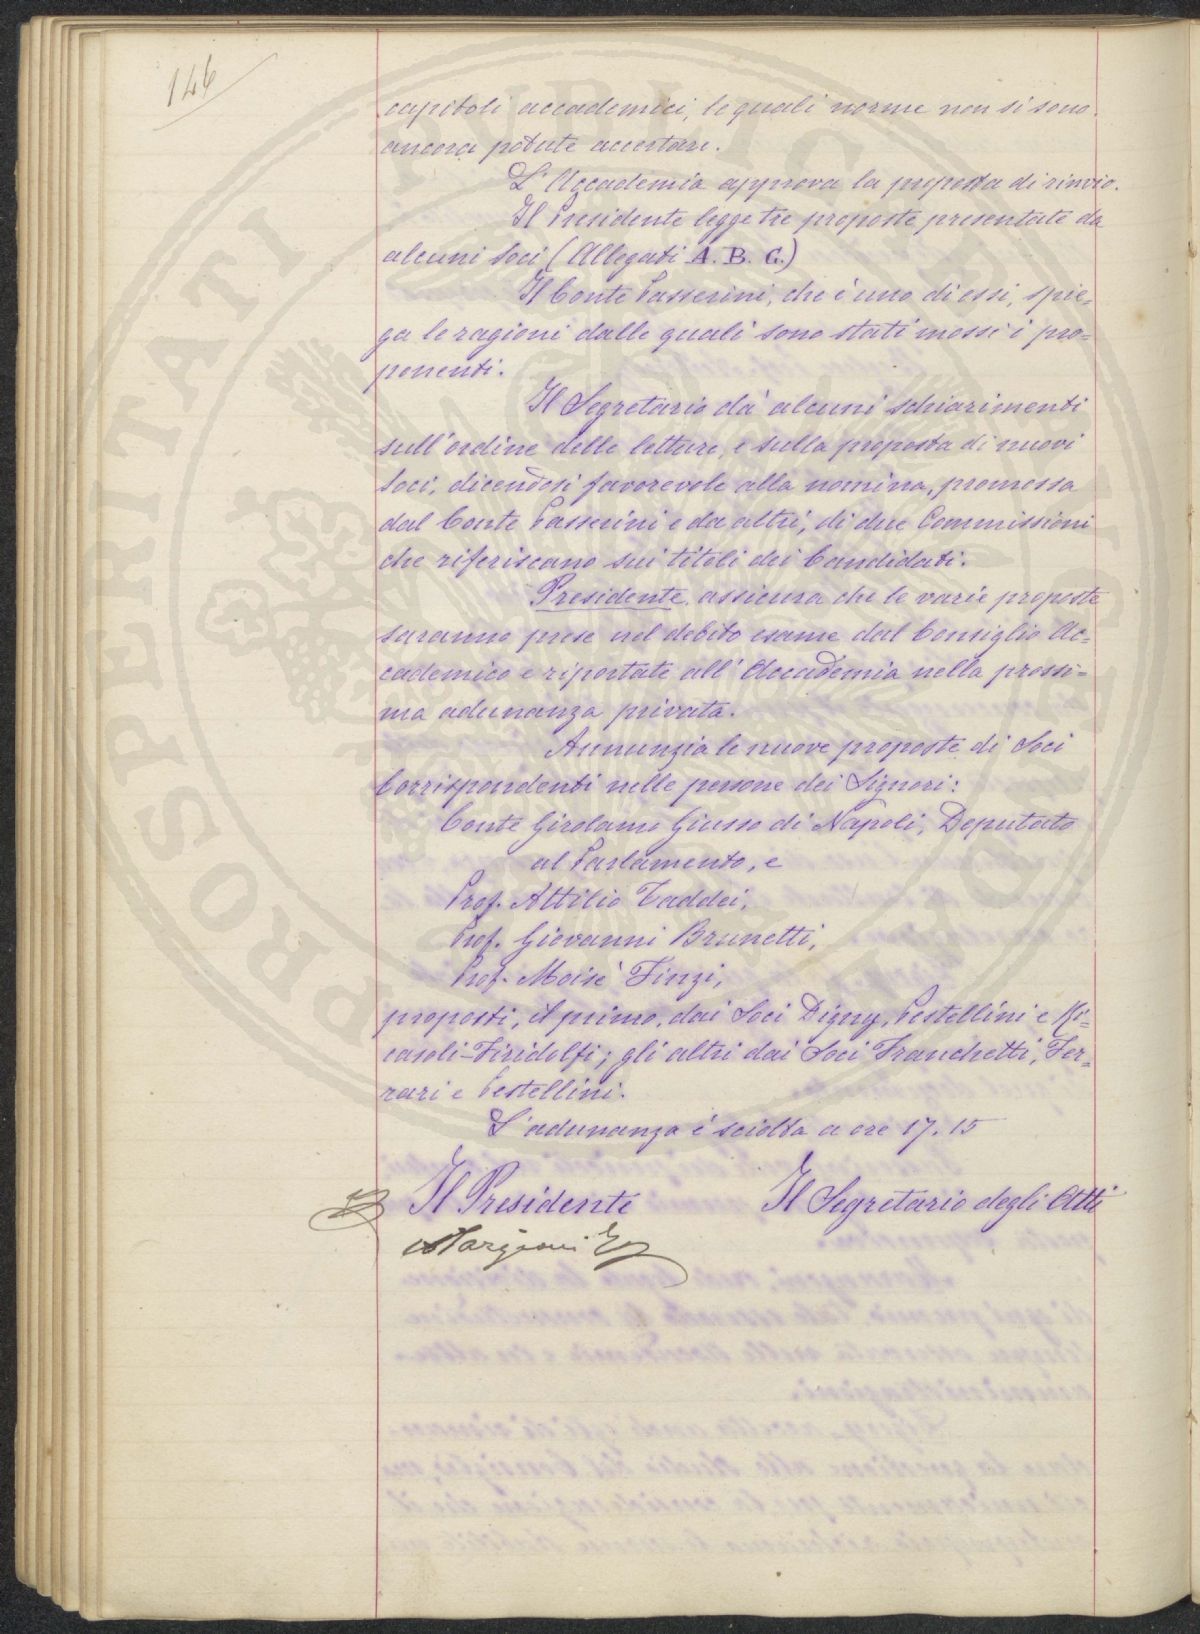 146
capitoli accademici, le quali norme non si sono
ancora potute accertare.
L'Accademia approva la proposta di rinvio.
Il Presidente legge tre proposte presentate da
alcuni Soci (Allegati A. B. C.)
Il Conte Passerini, che è uno di essi, spie=
ga le ragioni dalle quali sono stati mossi i pro=
ponenti.
Il Segretario dà alcuni schiarimenti
sull'ordine delle letture, e sulla proposta di nuovi
Soci, dicendosi favorevole alla nomina, promossa
dal Conte Passerini e da altri, di due Commissioni
che riferiscano sui titoli dei Candidati.
Presidente, assicura che le varie proposte
saranno prese nel debito esame dal Consiglio Ac=
cademico e riportate all'Accademia nella prossi=
ma adunanza privata.
Annunzia le nuove proposte di Soci
Corrispondenti nelle persone dei Signori:
Conte Girolamo Giusso di Napoli, Deputato
al Parlamento, e
Prof. Attilio Taddei,
Prof. Giovanni Brunetti,
Prof. Moisè Finzi,
proposti, il primo, dai Soci Digny, Pestellini e Ri=
casoli-Firidolfi; gli altri dai Soci Franchetti, Fer=
rari e Pestellini.
L'adunanza è sciolta a ore 17.15
Il Presidente Il Segretario degli Atti
Targioni
PROSPERITATI PUBLICAE